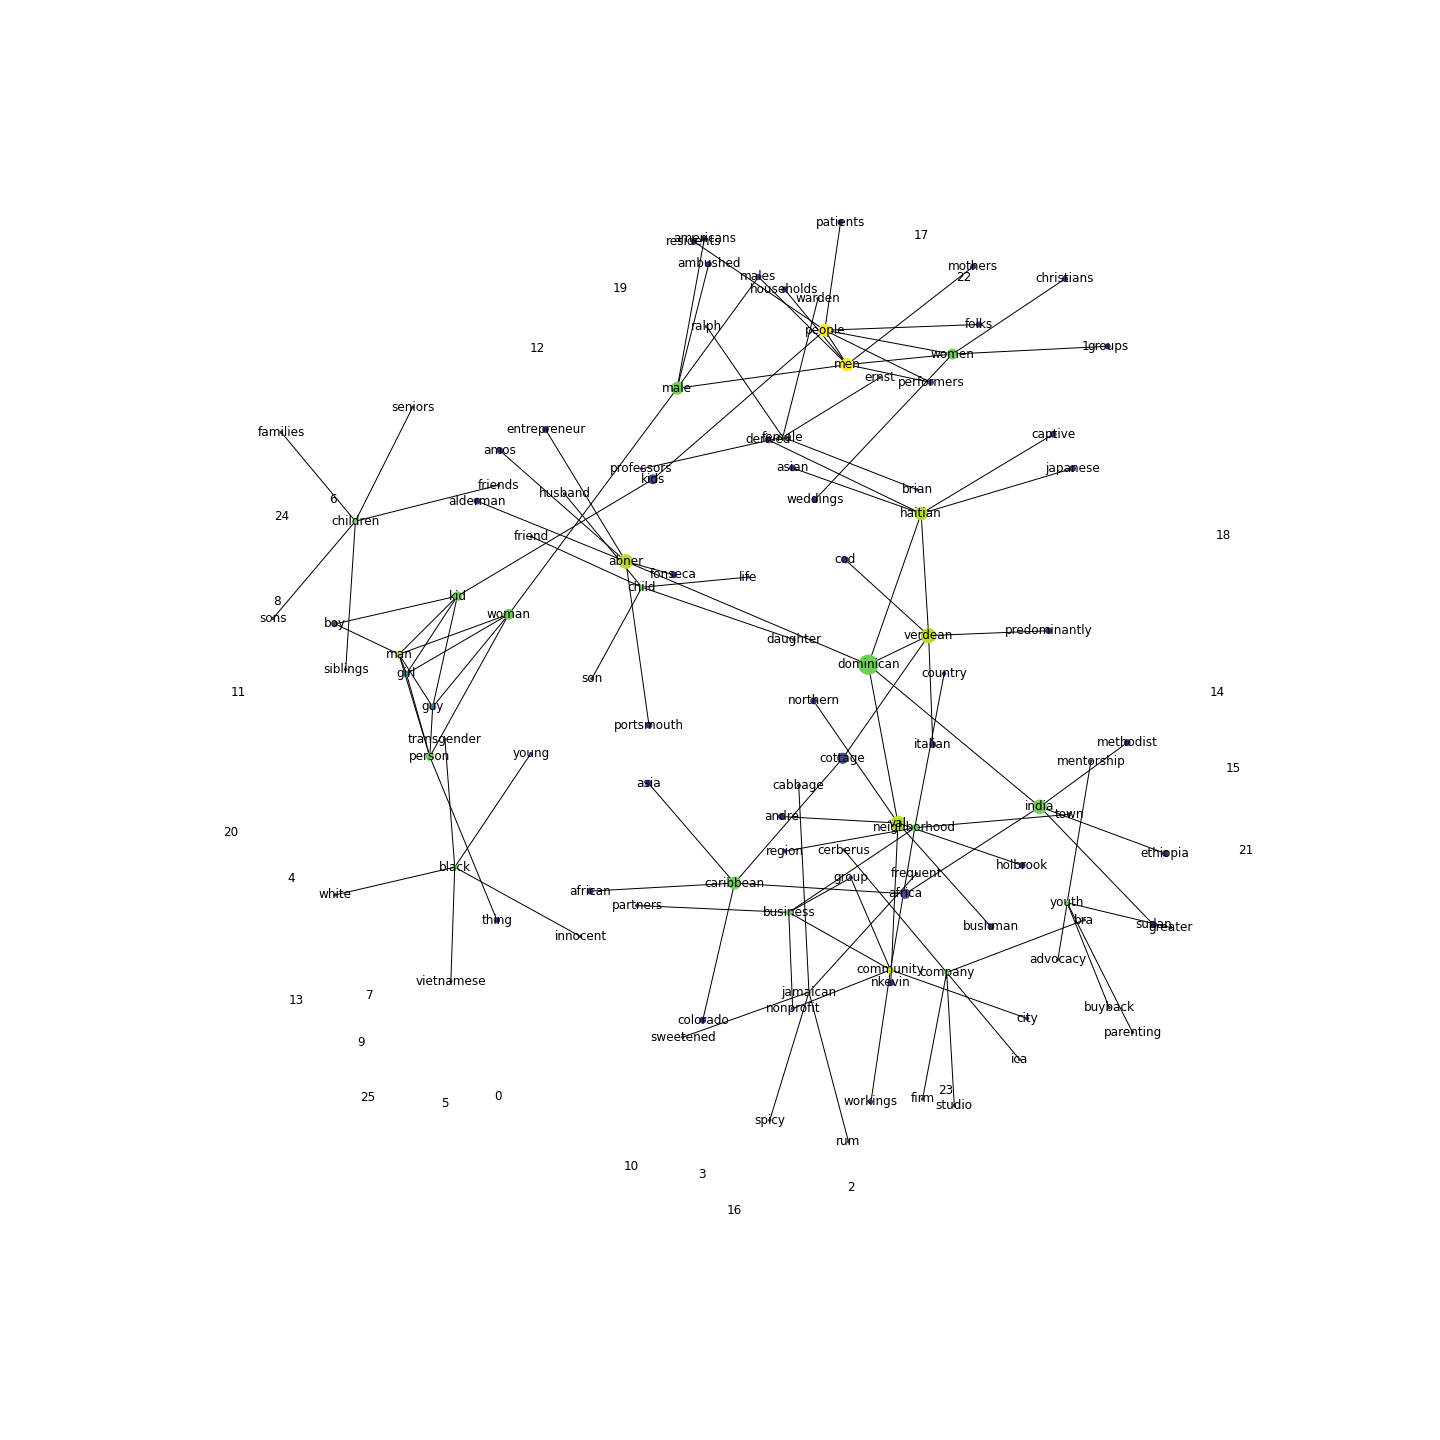 patients
17
americans
residents
ambushed
mothers
males
22
christians
households
19
warden
folks
ralph
people
12
1
groups
women
men
ernst
performers
male
seniors
entrepreneur
families
captive
female
amos
professors
asian
japanese
kids
friends
husband
brian
6
alderman
weddings
24
haitian
children
18
friend
cod
abner
fonseca
life
child
kid
8
woman
sons
boy
predominantly
verdean
daughter
man
dominican
siblings
girl
country
son
11
14
northern
guy
portsmouth
transgender
methodist
italian
young
person
cottage
mentorship
15
asia
cabbage
india
town
andre
val
neighborhood
20
region
cerberus
21
ethiopia
holbrook
black
frequent
4
group
caribbean
white
african
africa
youth
partners
business
thing
bra
sudan
bushman
greater
innocent
advocacy
community
company
vietnamese
nkevin
jamaican
7
13
nonprofit
buyback
colorado
city
parenting
sweetened
9
ica
23
0
25
firm
workings
5
studio
spicy
rum
10
3
2
16